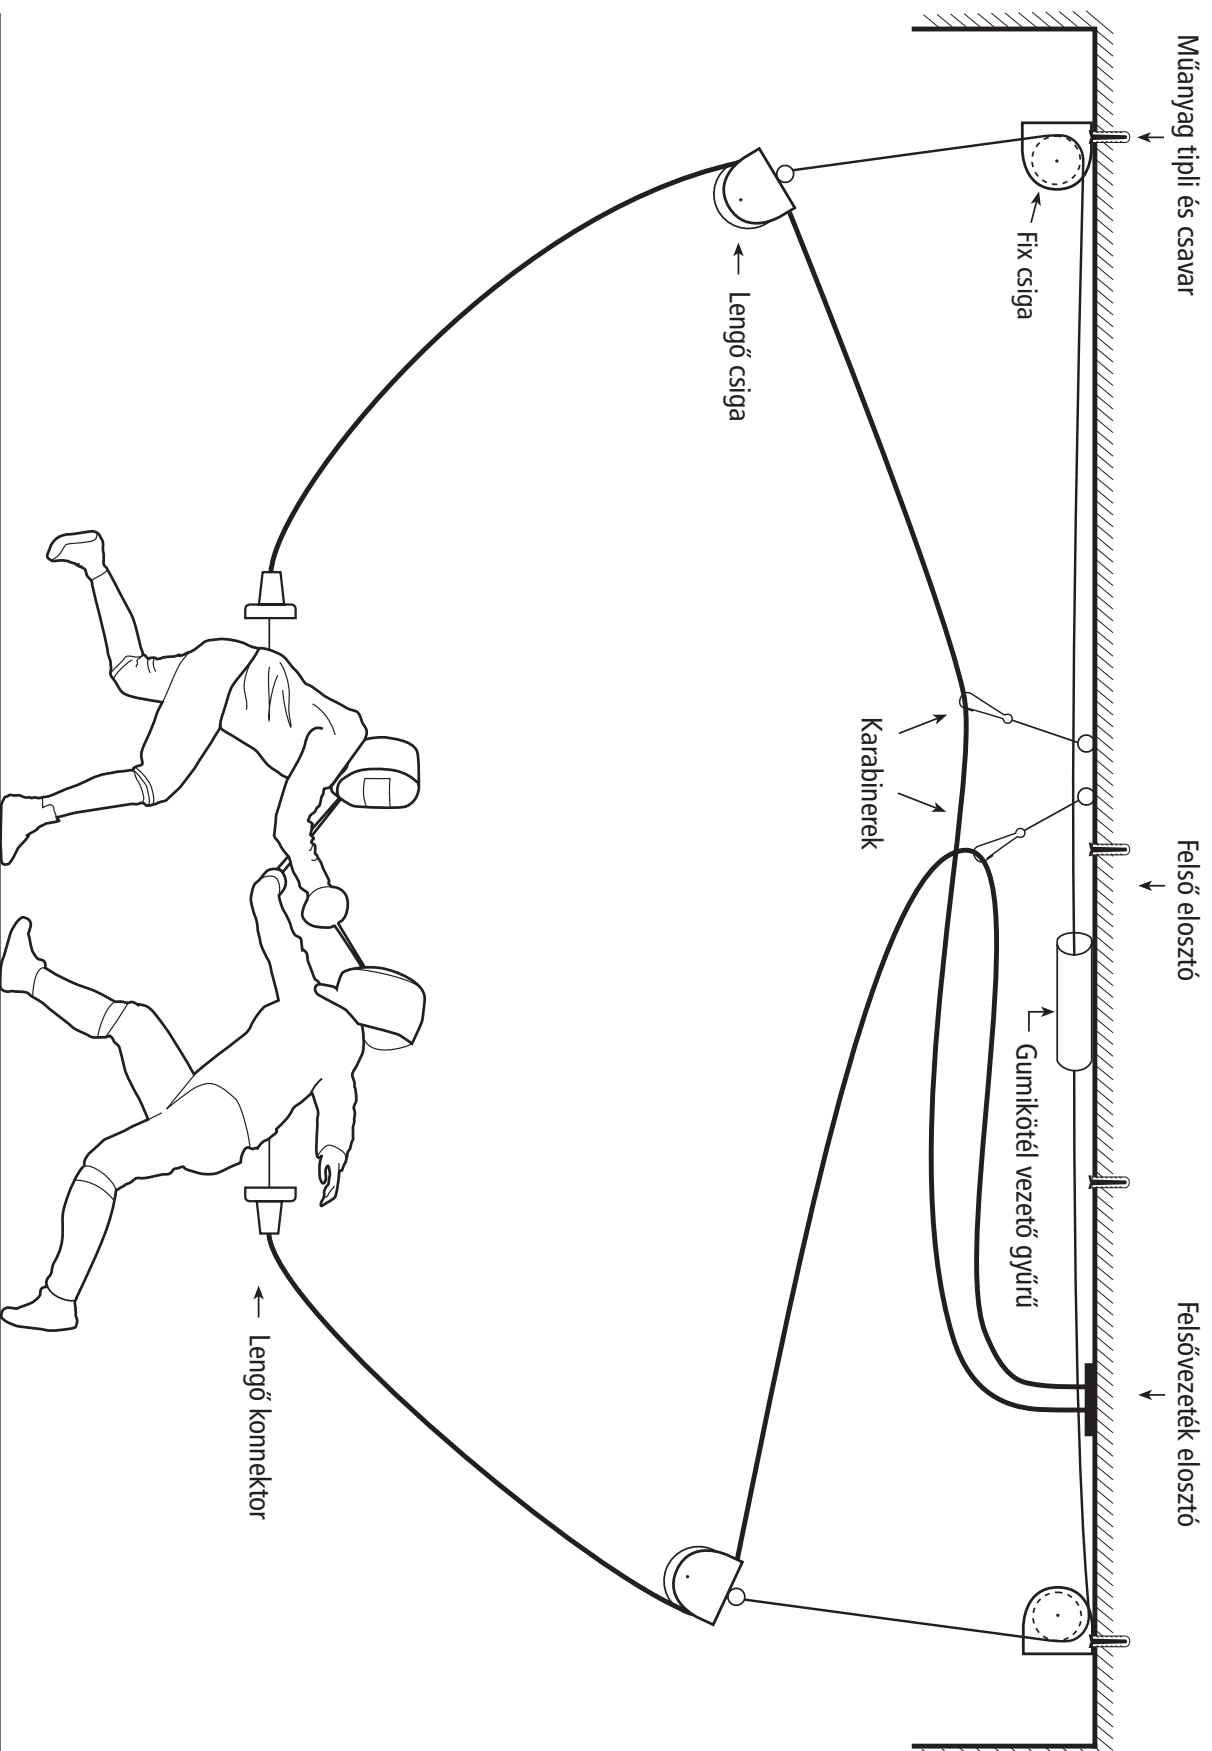 Műanyag tipli és csavar
Felső elosztó
Felsővezeték elosztó
Fix csiga
Gumikötél vezető gyűrű
Karabinerek
Lengő csiga
Lengő konnektor